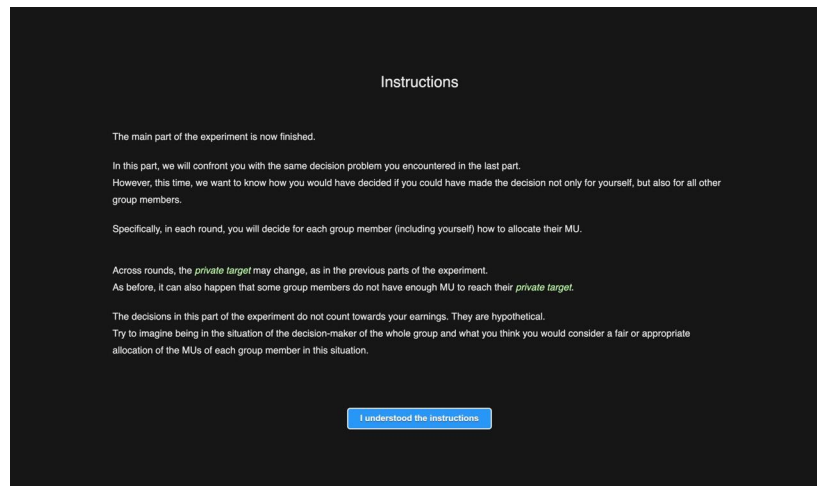 Instructions
The main part of the experiment is now finished.
In this part, we will confront you with the same decision problem you encountered in the last part.
However, this time, we want to know how you would have decided if you could have made the decision not only for yourself, but also for all other
group members.
Specifically, in each round, you will decide for each group member (including yourself) how to allocate their MU.
Across rounds, the private target may change, as in the previous parts of the experiment.
As before, it can also happen that some group members do not have enough MU to reach their private target.
The decisions in this part of the experiment do not count towards your earnings. They are hypothetical.
Try to imagine being in the situation of the decision-maker of the whole group and what you think you would consider a fair or appropriate
allocation of the MUs of each group member in this situation.
I understood the instructions